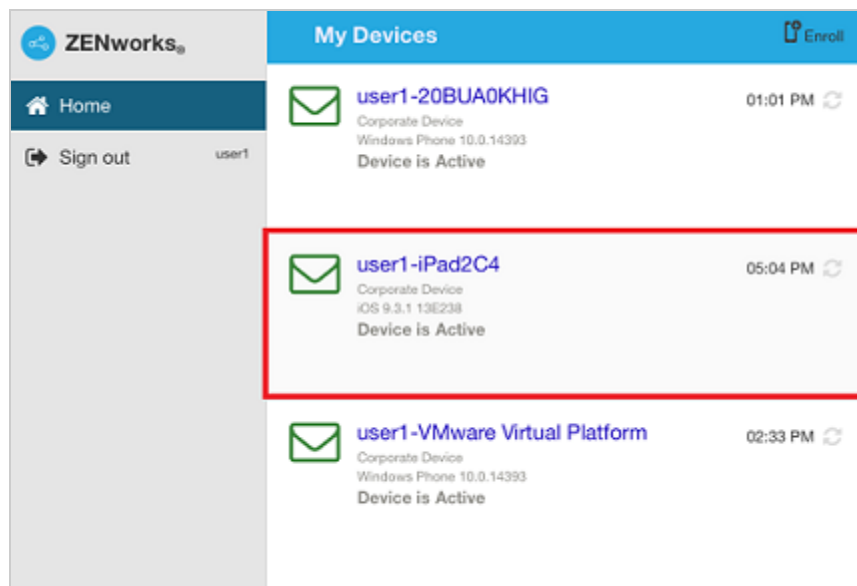 ZENworks®
Home
Sign out user1
My Devices Enroll
user1-20BUA0KHIG 01:01 PM
Corporate Device
Windows Phone 10.0.14393
Device is Active
user1-iPad2C4 05:04 PM
Corporate Device
iOS 9.3.1 13E238
Device is Active
user1-VMware Virtual Platform 02:33 PM
Corporate Device
Windows Phone 10.0.14393
Device is Active